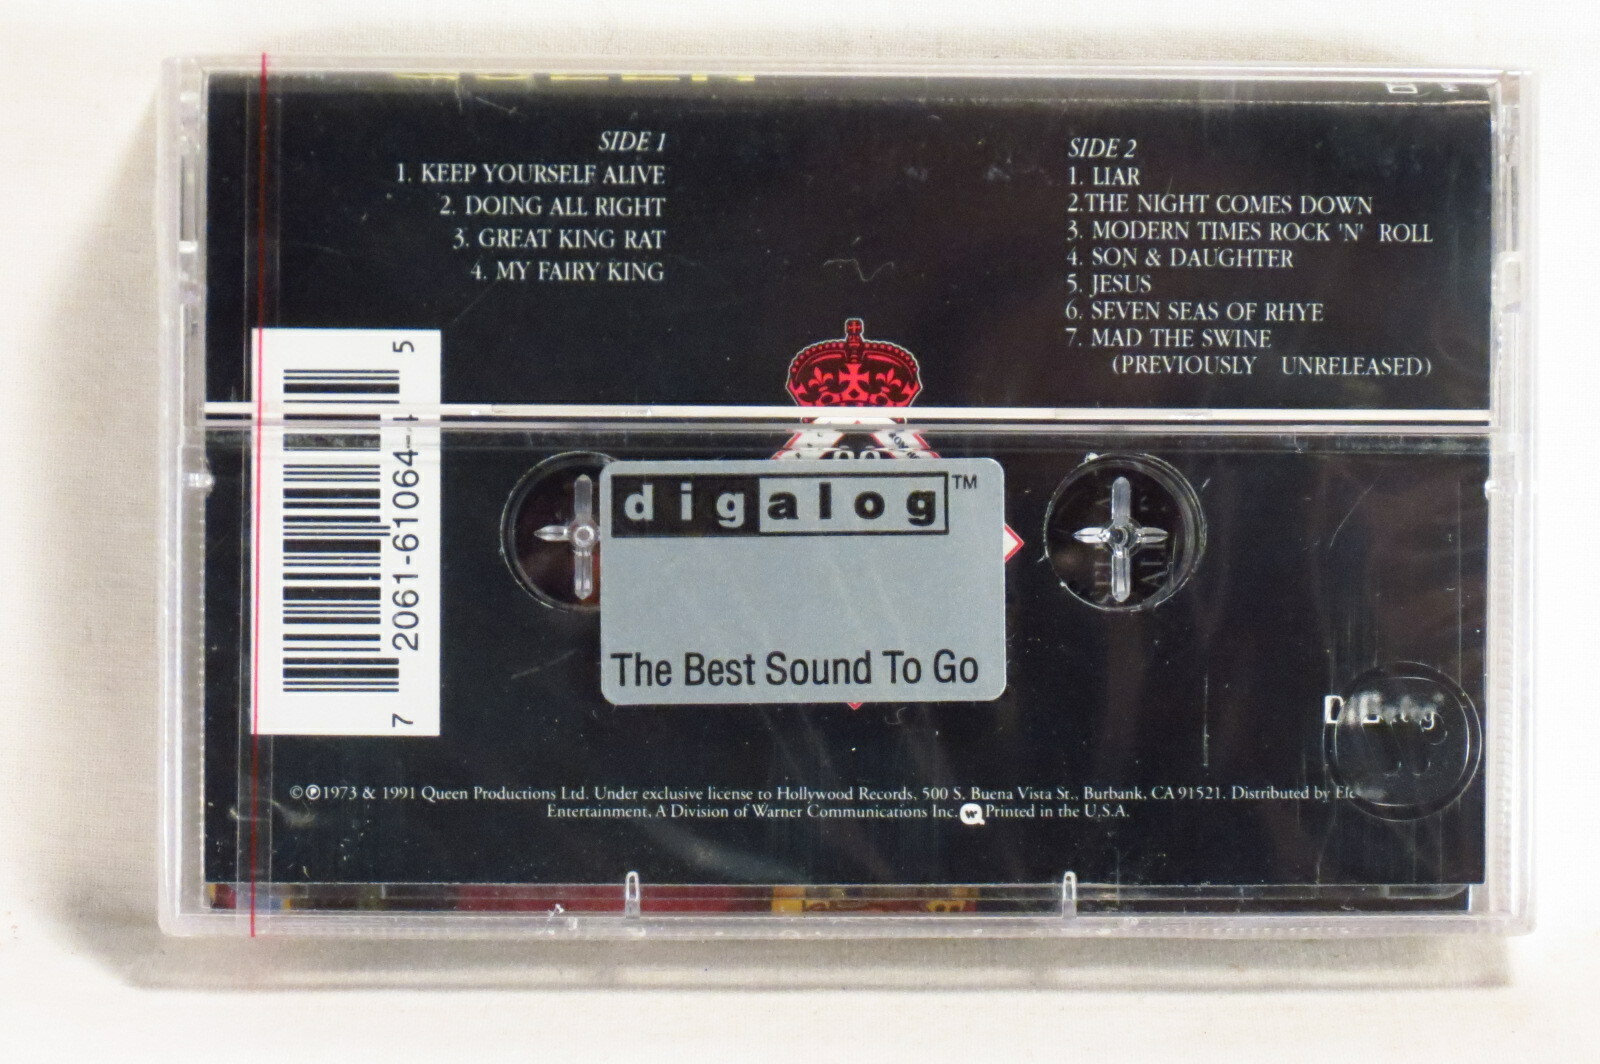 SIDE 1
1. KEEP YOURSELF ALIVE
2. DOING ALL RIGHT
3. GREAT KING RAT
4. MY FAIRY KING
SIDE 2
1. LIAR
2.THE NIGHT COMES DOWN
3. MODERN TIMES ROCK 'N' ROLL
4. SON & DAUGHTER
5. JESUS
6. SEVEN SEAS OF RHYE
7. MAD THE SWINE
(PREVIOUSLY UNRELEASED)
7 2061-61064-4 5
digalog™
The Best Sound To Go
DiGalog
©℗1973 & 1991 Queen Productions Ltd. Under exclusive license to Hollywood Records, 500 S. Buena Vista St., Burbank, CA 91521. Distributed by
Entertainment, A Division of Warner Communications Inc. Printed in the U.S.A.